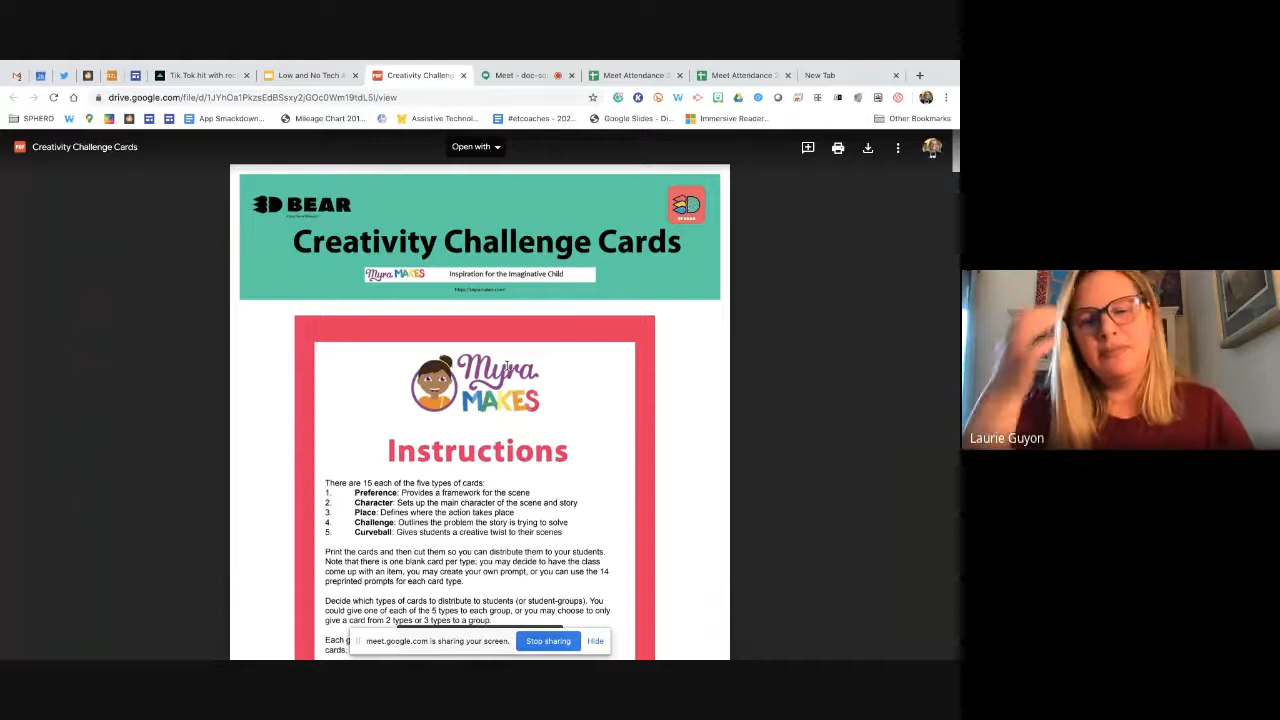 Tik Tok hit with rec
Low and No Tech A
Creativity Challeng
Meet - doc-so
Meet Attendance
Meet Attendance
New Tab
drive.google.com/file/d/1JYhOa1PkzsEdBSsxy2jGOc0Wm19tdL5l/view
SPHERO
App Smackdown...
Mileage Chart 201...
Assistive Technol...
#etcoaches - 202...
Google Slides - Di...
Immersive Reader...
Other Bookmarks
Creativity Challenge Cards
Open with
3D BEAR
3D BEAR
Creativity Challenge Cards
Myra MAKES Inspiration for the Imaginative Child
https://myramakes.com/
Myra
MAKES
Instructions
There are 15 each of the five types of cards:
1. Preference: Provides a framework for the scene
2. Character: Sets up the main character of the scene and story
3. Place: Defines where the action takes place
4. Challenge: Outlines the problem the story is trying to solve
5. Curveball: Gives students a creative twist to their scenes
Print the cards and then cut them so you can distribute them to your students.
Note that there is one blank card per type; you may decide to have the class
come up with an item, you may create your own prompt, or you can use the 14
preprinted prompts for each card type.
Decide which types of cards to distribute to students (or student-groups). You
could give one of each of the 5 types to each group, or you may choose to only
give a card from 2 types or 3 types to a group.
Each g
cards.
meet.google.com is sharing your screen.
Stop sharing
Hide
Laurie Guyon